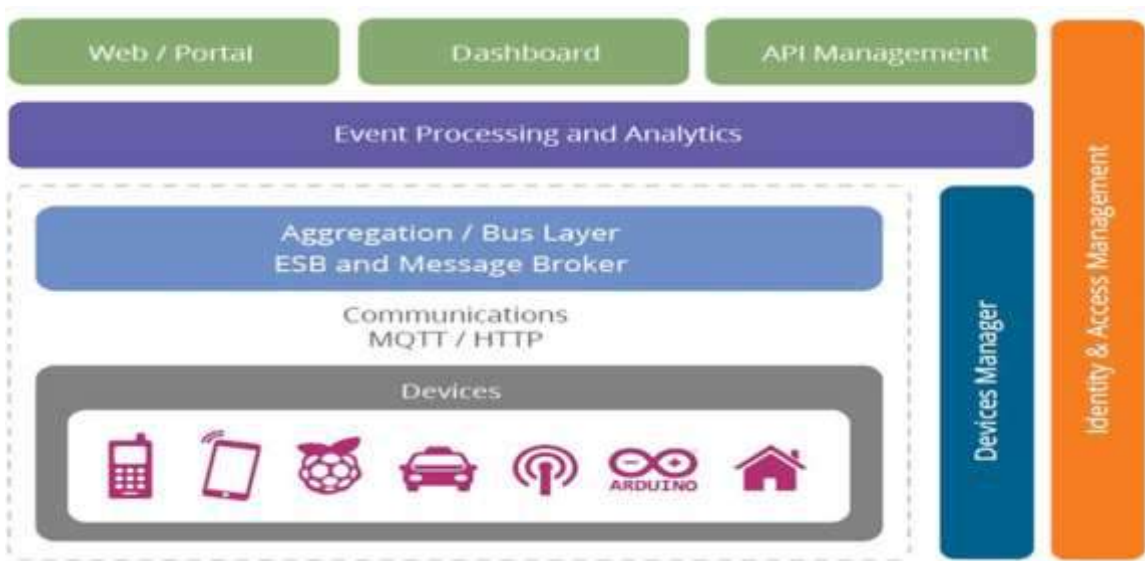 Web / Portal
Dashboard
API Management
Event Processing and Analytics
Aggregation / Bus Layer
ESB and Message Broker
Communications
MQTT / HTTP
Devices
ARDUINO
Devices Manager
Identity & Access Management